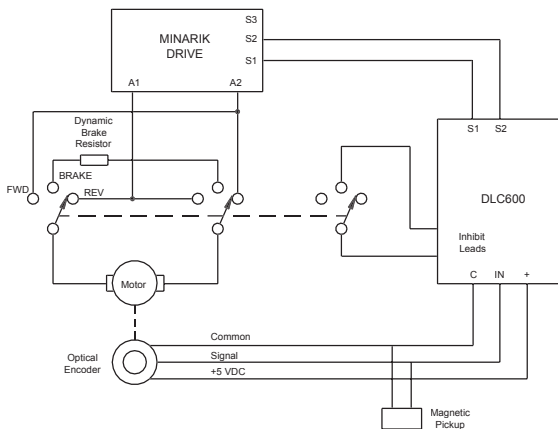 S3
MINARIK
DRIVE
S2
S1
A1
A2
Dynamic
Brake
Resistor
S1
S2
BRAKE
FWD
REV
DLC600
Inhibit
Leads
C
IN
+
Motor
Common
Optical
Encoder
Signal
+5 VDC
Magnetic
Pickup